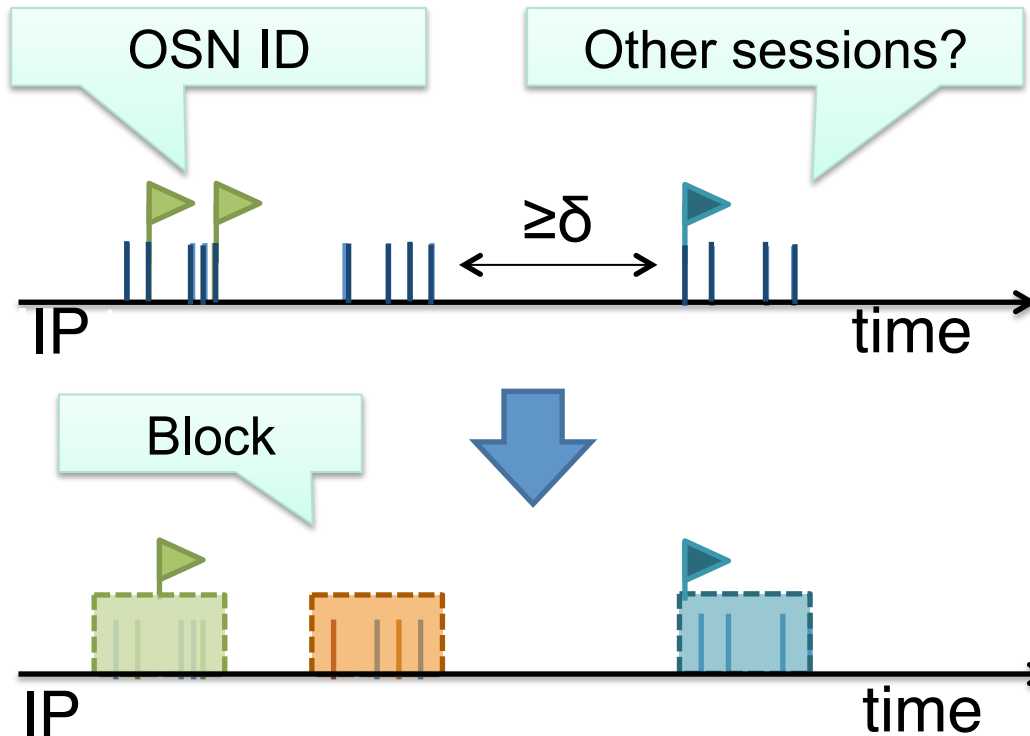 OSN ID
Other sessions?
≥δ
IP
time
Block
IP
time